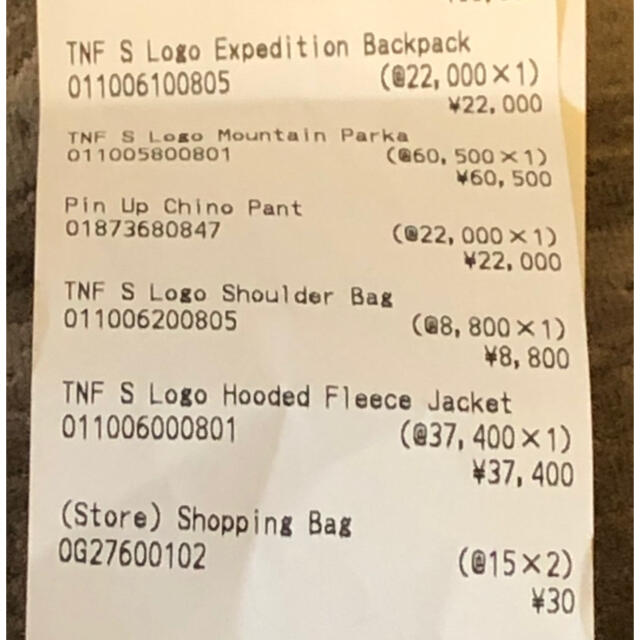 TNF S Logo Expedition Backpack
011006100805 (@22,000×1)
¥22,000
TNF S Logo Mountain Parka
011005800801 (@60,500×1)
¥60,500
Pin Up Chino Pant
01873680847 (@22,000×1)
¥22,000
TNF S Logo Shoulder Bag
011006200805 (@8,800×1)
¥8,800
TNF S Logo Hooded Fleece Jacket
011006000801 (@37,400×1)
¥37,400
(Store) Shopping Bag
0G27600102 (@15×2)
¥30